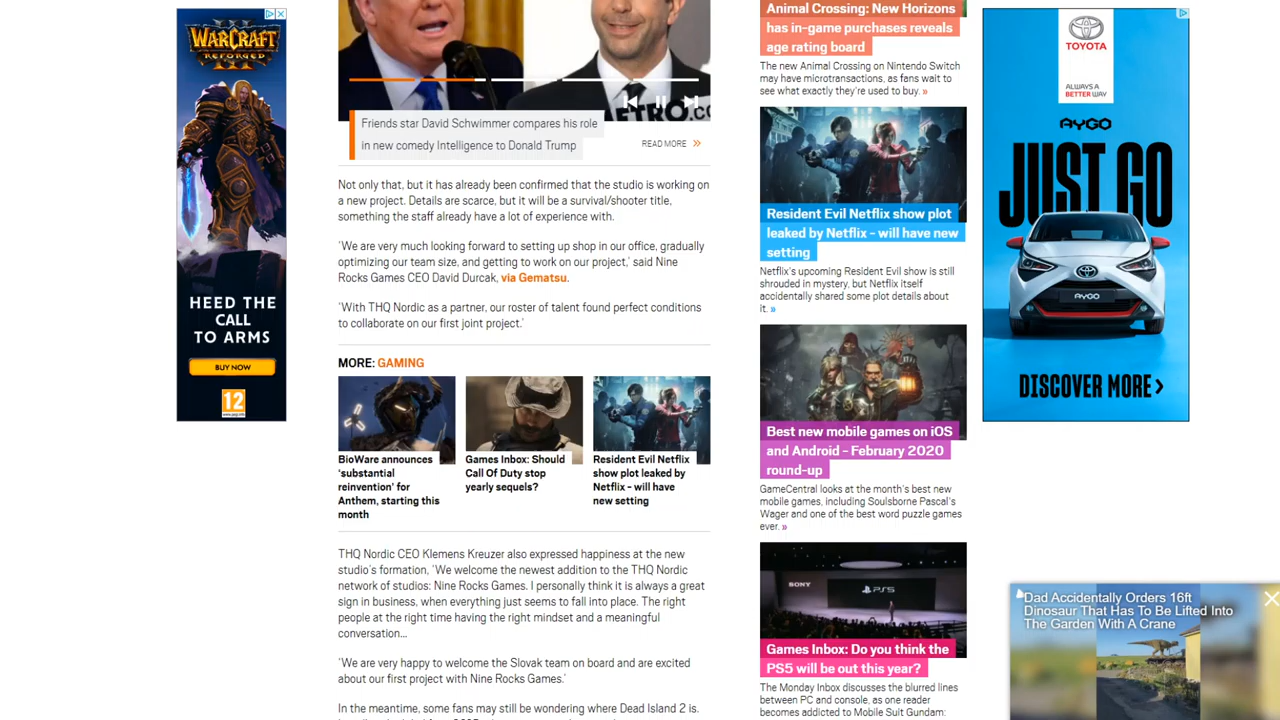 WARCRAFT
III
REFORGED
HEED THE
CALL
TO ARMS
BUY NOW
12
Friends star David Schwimmer compares his role
in new comedy Intelligence to Donald Trump
READ MORE »
Not only that, but it has already been confirmed that the studio is working on
a new project. Details are scarce, but it will be a survival/shooter title,
something the staff already have a lot of experience with.
'We are very much looking forward to setting up shop in our office, gradually
optimizing our team size, and getting to work on our project,' said Nine
Rocks Games CEO David Durcak, via Gematsu.
'With THQ Nordic as a partner, our roster of talent found perfect conditions
to collaborate on our first joint project.'
MORE: GAMING
BioWare announces
'substantial
reinvention' for
Anthem, starting this
month
Games Inbox: Should
Call Of Duty stop
yearly sequels?
Resident Evil Netflix
show plot leaked by
Netflix – will have
new setting
THQ Nordic CEO Klemens Kreuzer also expressed happiness at the new
studio's formation, 'We welcome the newest addition to the THQ Nordic
network of studios: Nine Rocks Games. I personally think it is always a great
sign in business, when everything just seems to fall into place. The right
people at the right time having the right mindset and a meaningful
conversation…
'We are very happy to welcome the Slovak team on board and are excited
about our first project with Nine Rocks Games.'
In the meantime, some fans may still be wondering where Dead Island 2 is.
Animal Crossing: New Horizons
has in-game purchases reveals
age rating board
The new Animal Crossing on Nintendo Switch
may have microtransactions, as fans wait to
see what exactly they're used to buy. »
Resident Evil Netflix show plot
leaked by Netflix – will have new
setting
Netflix's upcoming Resident Evil show is still
shrouded in mystery, but Netflix itself
accidentally shared some plot details about
it. »
Best new mobile games on iOS
and Android – February 2020
round-up
GameCentral looks at the month's best new
mobile games, including Soulsborne Pascal's
Wager and one of the best word puzzle games
ever. »
SONY
PS5
Games Inbox: Do you think the
PS5 will be out this year?
The Monday Inbox discusses the blurred lines
between PC and console, as one reader
becomes addicted to Mobile Suit Gundam:
TOYOTA
ALWAYS A
BETTER WAY
AYGO
JUST GO
AYGO
DISCOVER MORE >
Dad Accidentally Orders 16ft
Dinosaur That Has To Be Lifted Into
The Garden With A Crane